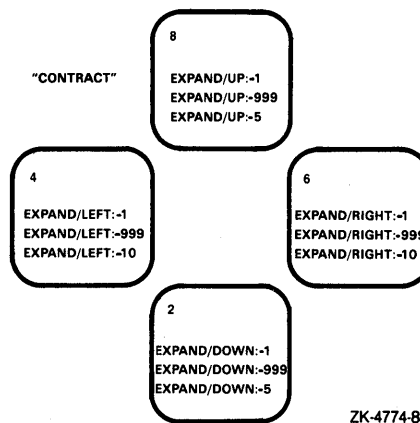 8
"CONTRACT"
EXPAND/UP:-1
EXPAND/UP:-999
EXPAND/UP:-5
4
EXPAND/LEFT:-1
EXPAND/LEFT:-999
EXPAND/LEFT:-10
6
EXPAND/RIGHT:-1
EXPAND/RIGHT:-999
EXPAND/RIGHT:-10
2
EXPAND/DOWN:-1
EXPAND/DOWN:-999
EXPAND/DOWN:-5
ZK-4774-8